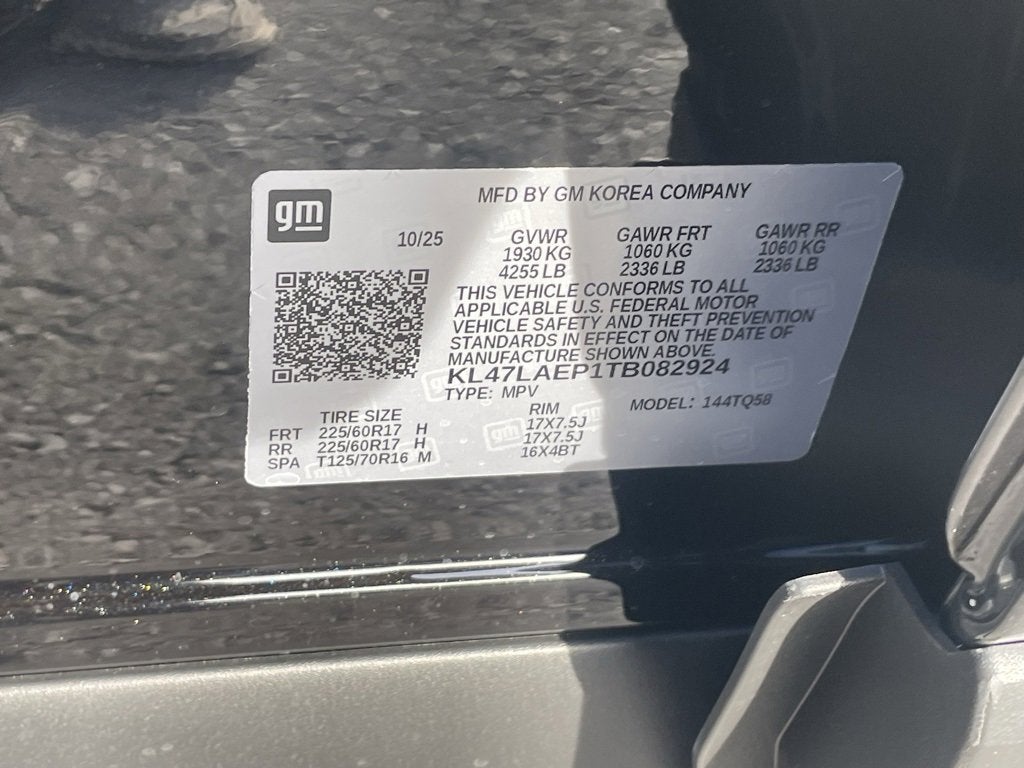 gm
MFD BY GM KOREA COMPANY
10/25
GVWR GAWR FRT GAWR RR
1930 KG 1060 KG 1060 KG
4255 LB 2336 LB 2336 LB
THIS VEHICLE CONFORMS TO ALL
APPLICABLE U.S. FEDERAL MOTOR
VEHICLE SAFETY AND THEFT PREVENTION
STANDARDS IN EFFECT ON THE DATE OF
MANUFACTURE SHOWN ABOVE.
KL47LAEP1TB082924
TYPE: MPV MODEL: 144TQ58
TIRE SIZE RIM
FRT 225/60R17 H 17X7.5J
RR 225/60R17 H 17X7.5J
SPA T125/70R16 M 16X4BT